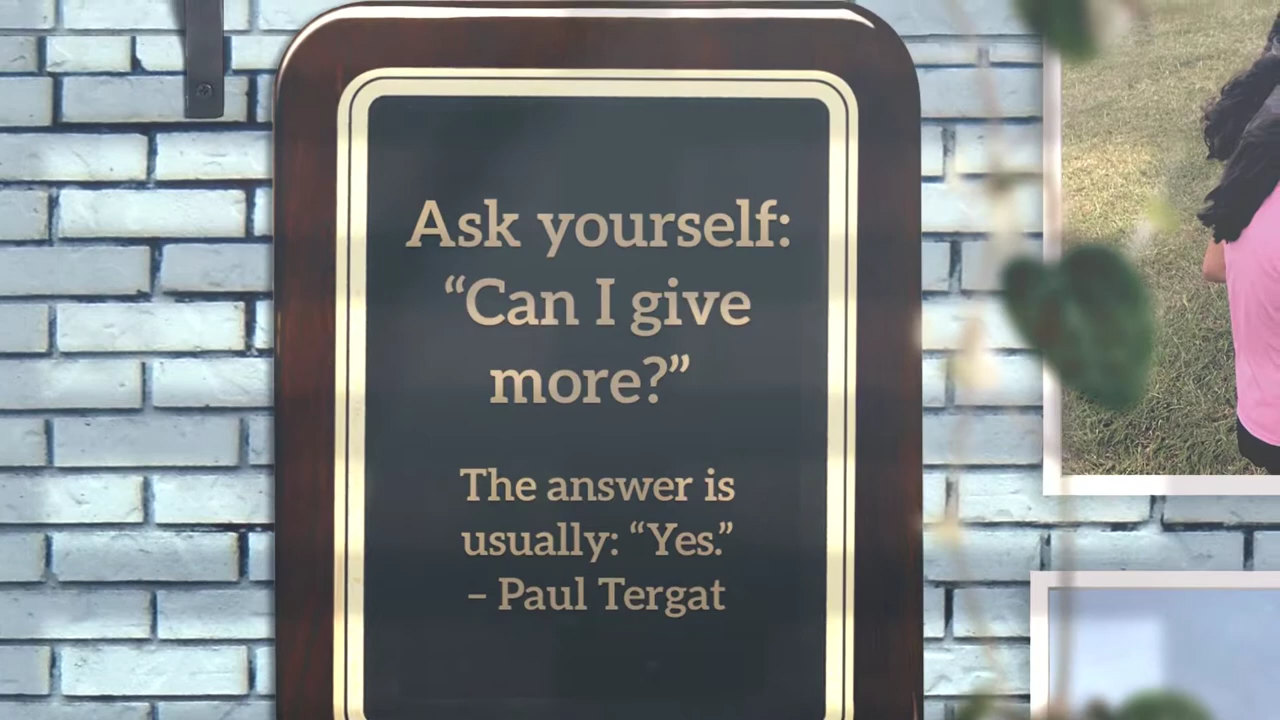 Ask yourself:
“Can I give
more?”
The answer is
usually: “Yes.”
– Paul Tergat